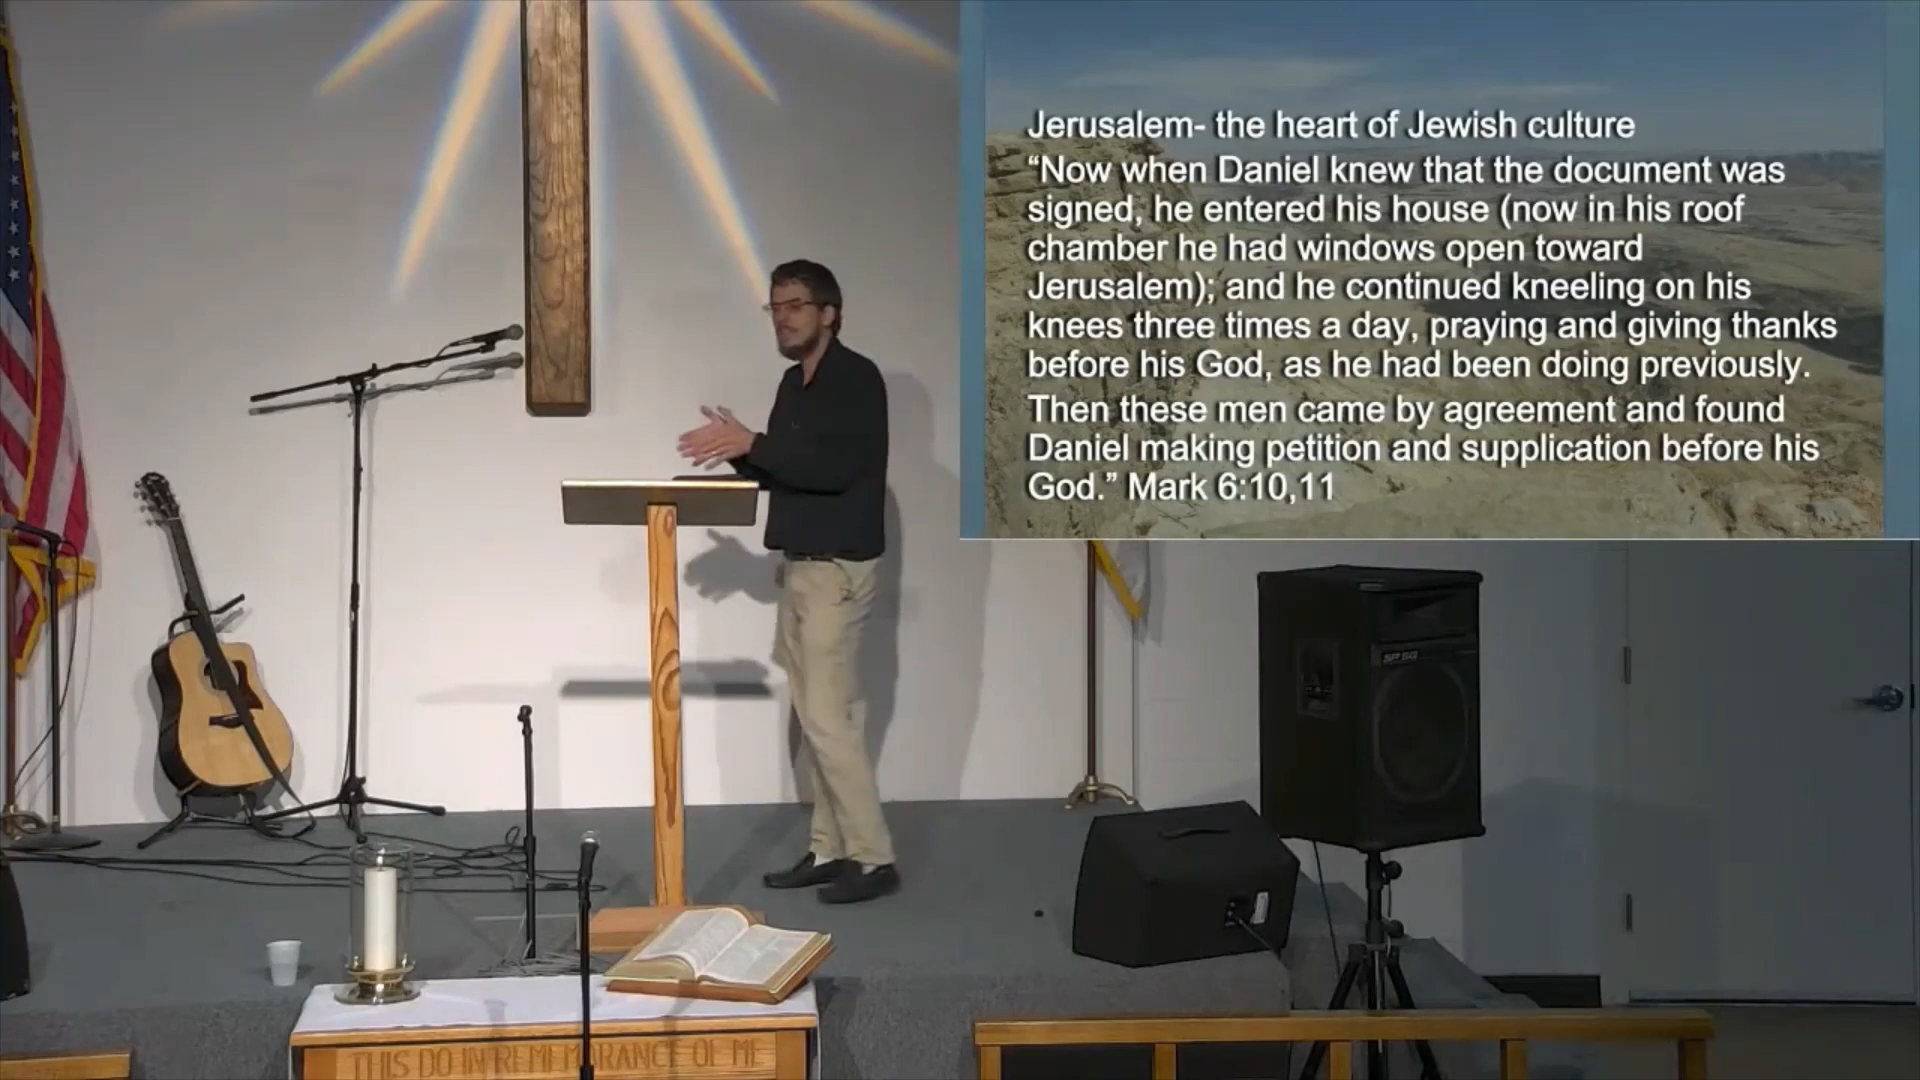 Jerusalem- the heart of Jewish culture
“Now when Daniel knew that the document was
signed, he entered his house (now in his roof
chamber he had windows open toward
Jerusalem); and he continued kneeling on his
knees three times a day, praying and giving thanks
before his God, as he had been doing previously.
Then these men came by agreement and found
Daniel making petition and supplication before his
God.” Mark 6:10,11
THIS DO IN REMEMBRANCE OF ME